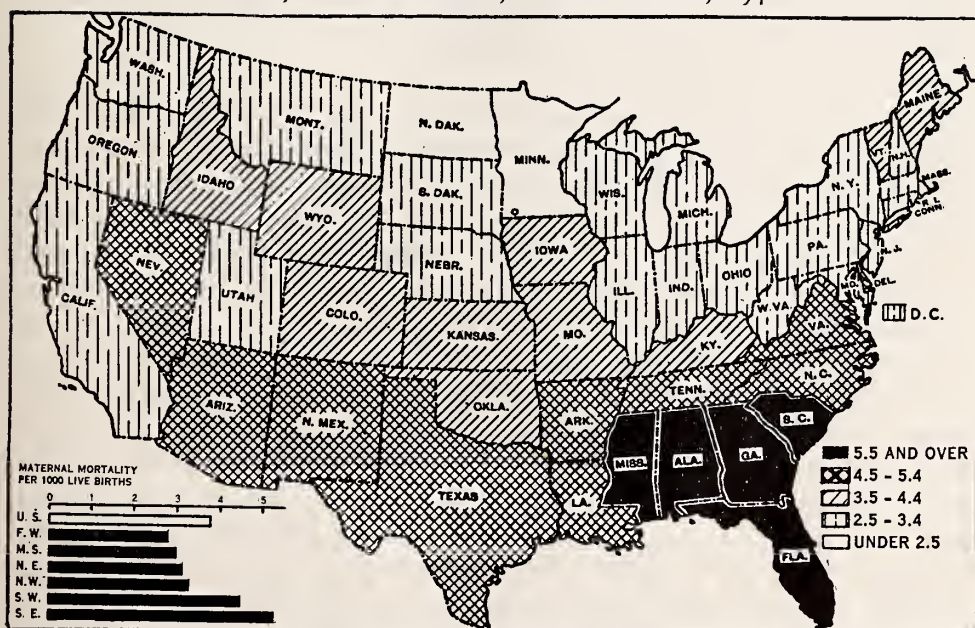 WASH.
MONT.
N. DAK.
MINN.
OREGON
IDAHO
WYO.
S. DAK.
WIS.
MICH.
MAINE
VT.
N.H.
MASS.
R.I.
CONN.
N.Y.
NEV.
UTAH
COLO.
NEBR.
IOWA
ILL.
IND.
OHIO
PA.
N.J.
DEL.
MD.
CALIF.
KANSAS.
MO.
KY.
W.VA
VA.
D.C.
ARIZ.
N. MEX.
OKLA.
ARK.
TENN.
N.C.
S.C.
TEXAS
LA.
MISS.
ALA.
GA.
FLA.
5.5 AND OVER
4.5 - 5.4
3.5 - 4.4
2.5 - 3.4
UNDER 2.5
MATERNAL MORTALITY
PER 1000 LIVE BIRTHS
0 1 2 3 4 5
U. S.
F. W.
M. S.
N. E.
N. W.
S. W.
S. E.